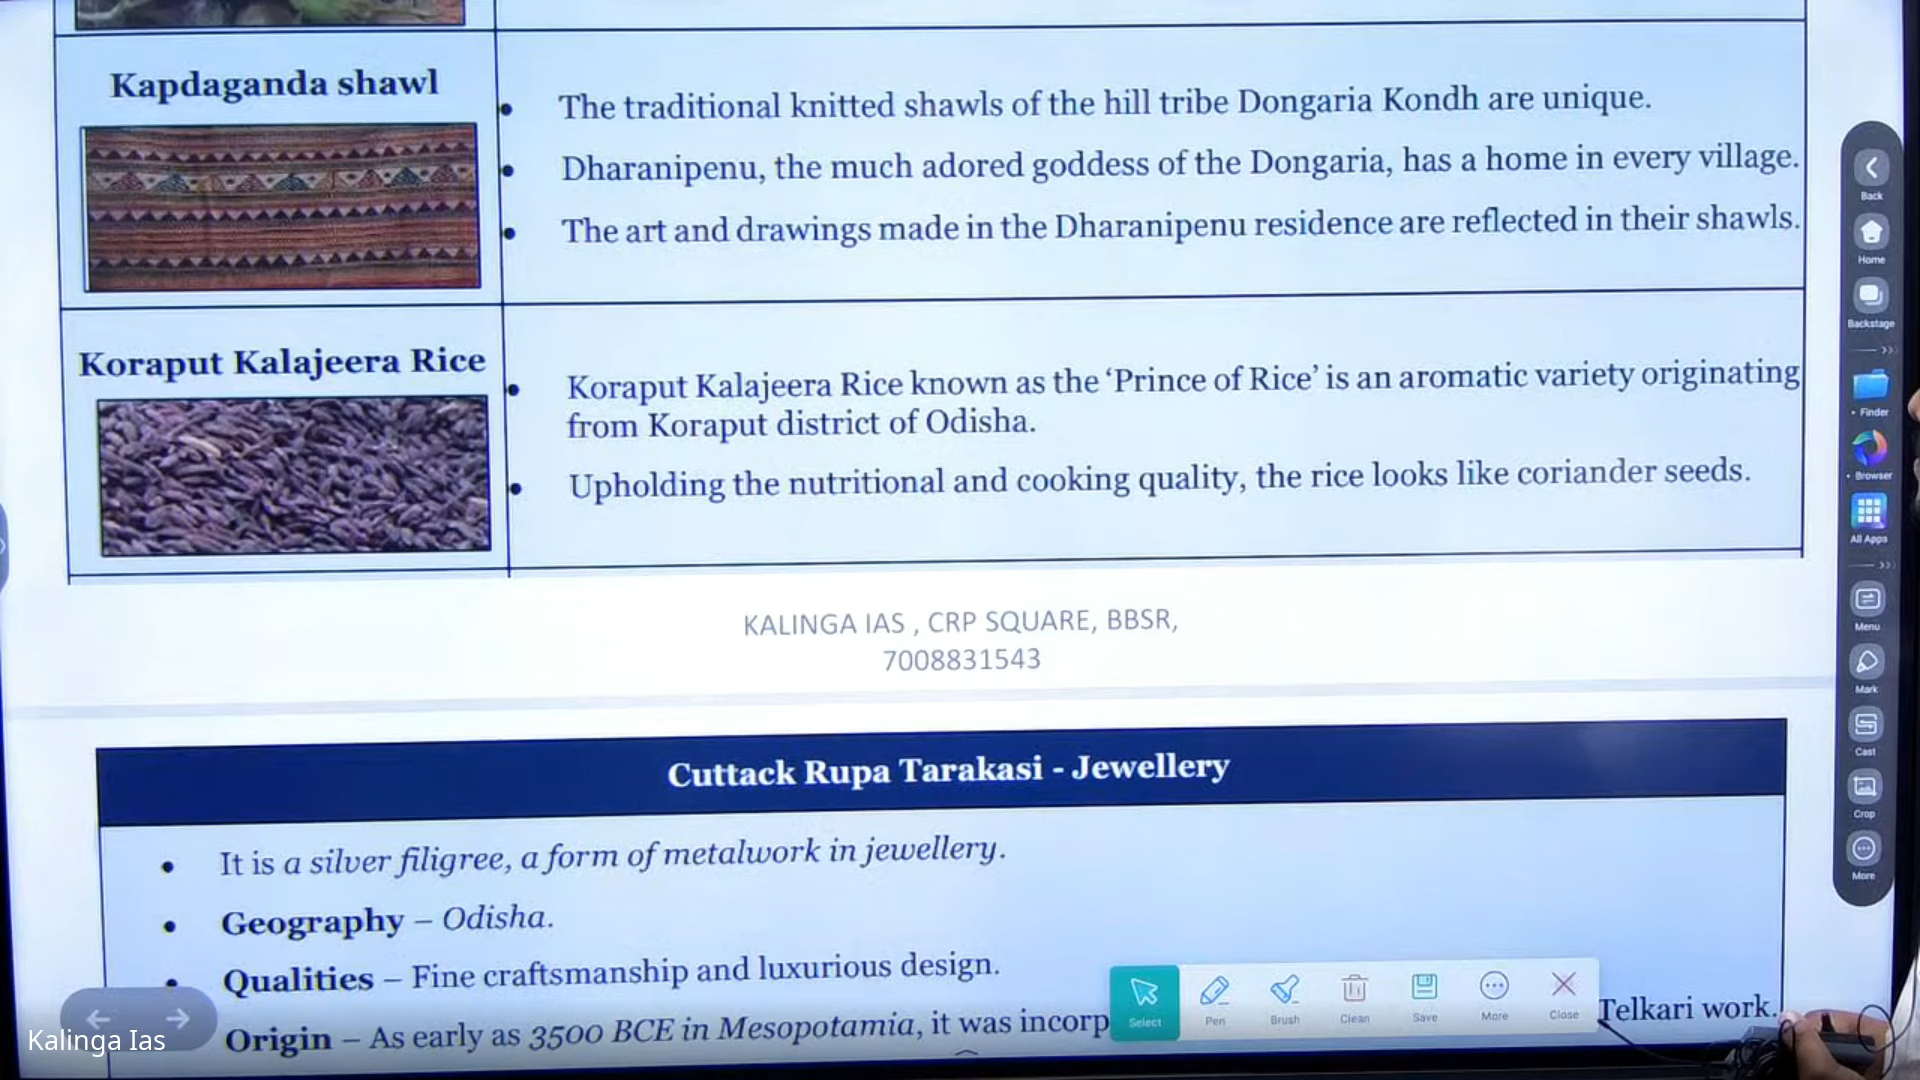 Kapdaganda shawl
• The traditional knitted shawls of the hill tribe Dongaria Kondh are unique.
• Dharanipenu, the much adored goddess of the Dongaria, has a home in every village.
• The art and drawings made in the Dharanipenu residence are reflected in their shawls.
Koraput Kalajeera Rice
• Koraput Kalajeera Rice known as the ‘Prince of Rice’ is an aromatic variety originating
from Koraput district of Odisha.
• Upholding the nutritional and cooking quality, the rice looks like coriander seeds.
KALINGA IAS , CRP SQUARE, BBSR,
7008831543
Cuttack Rupa Tarakasi - Jewellery
• It is a silver filigree, a form of metalwork in jewellery.
• Geography – Odisha.
• Qualities – Fine craftsmanship and luxurious design.
Origin – As early as 3500 BCE in Mesopotamia, it was incorp
Telkari work.
Back
Home
Backstage
• Finder
• Browser
All Apps
Menu
Mark
Cast
Crop
More
Select
Pen
Brush
Clean
Save
More
Close
Kalinga Ias